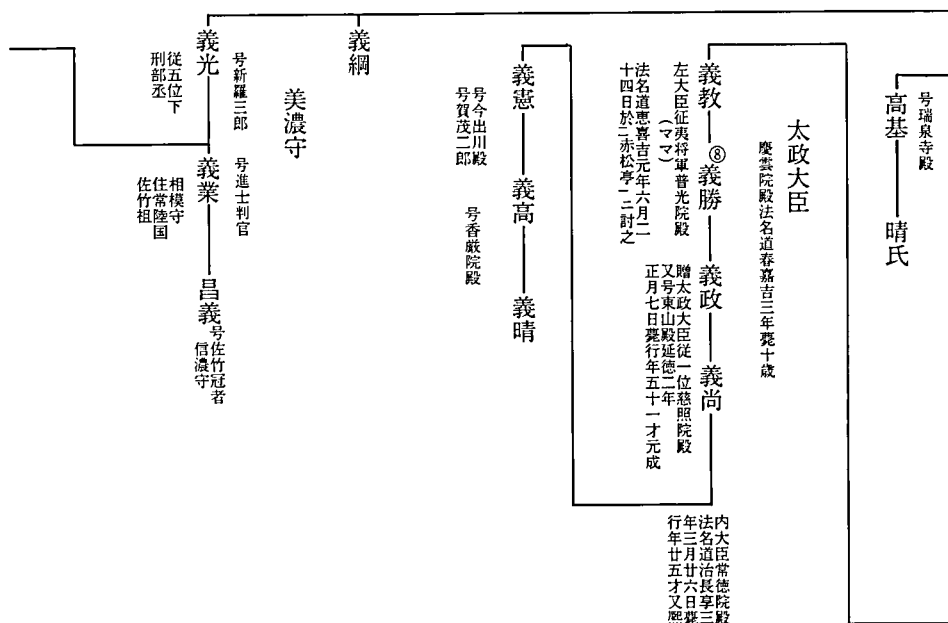 号瑞泉寺殿
高基
晴氏
太政大臣
慶雲院殿法名道春嘉吉三年薨十歳
義教
⑧義勝
義政
義尚
左大臣征夷将軍普光院殿
（ママ）
法名道恵喜吉元年六月二
十四日於二赤松亭一ニ討之
贈太政大臣従一位慈照院殿
又号東山殿延徳二年
正月七日薨行年五十一才元成
内大臣常徳院殿
法名道治長享三
年三月廿六日薨
行年廿五才又熈
義憲
義高
義晴
号今出川殿
号賀茂二郎
号香厳院殿
義綱
美濃守
号新羅三郎
義光
従五位下
刑部丞
号進士判官
義業
相模守
住常陸国
佐竹祖
昌義
号佐竹冠者
信濃守